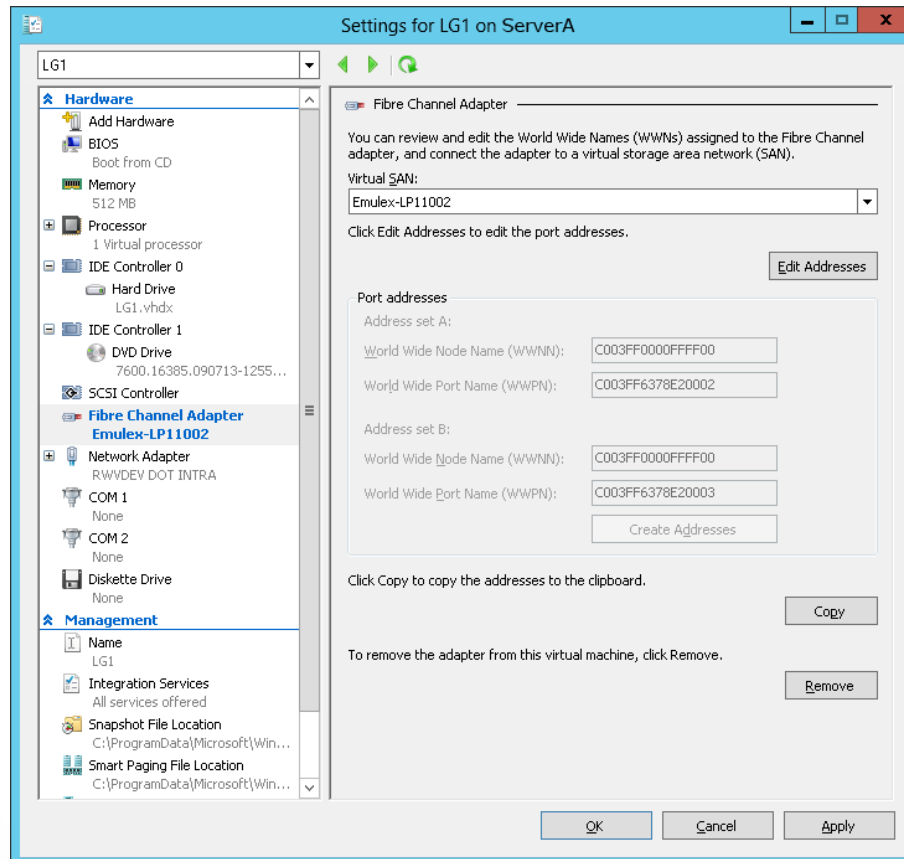 Settings for LG1 on ServerA
LG1
Hardware
Add Hardware
BIOS
Boot from CD
Memory
512 MB
Processor
1 Virtual processor
IDE Controller 0
Hard Drive
LG1.vhdx
IDE Controller 1
DVD Drive
7600.16385.090713-1255...
SCSI Controller
Fibre Channel Adapter
Emulex-LP11002
Network Adapter
RWVDEV DOT INTRA
COM 1
None
COM 2
None
Diskette Drive
None
Management
Name
LG1
Integration Services
All services offered
Snapshot File Location
C:\ProgramData\Microsoft\Win...
Smart Paging File Location
C:\ProgramData\Microsoft\Win...
Fibre Channel Adapter
You can review and edit the World Wide Names (WWNs) assigned to the Fibre Channel
adapter, and connect the adapter to a virtual storage area network (SAN).
Virtual SAN:
Emulex-LP11002
Click Edit Addresses to edit the port addresses.
Edit Addresses
Port addresses
Address set A:
World Wide Node Name (WWNN): C003FF0000FFFF00
World Wide Port Name (WWPN): C003FF6378E20002
Address set B:
World Wide Node Name (WWNN): C003FF0000FFFF00
World Wide Port Name (WWPN): C003FF6378E20003
Create Addresses
Click Copy to copy the addresses to the clipboard.
Copy
To remove the adapter from this virtual machine, click Remove.
Remove
OK Cancel Apply